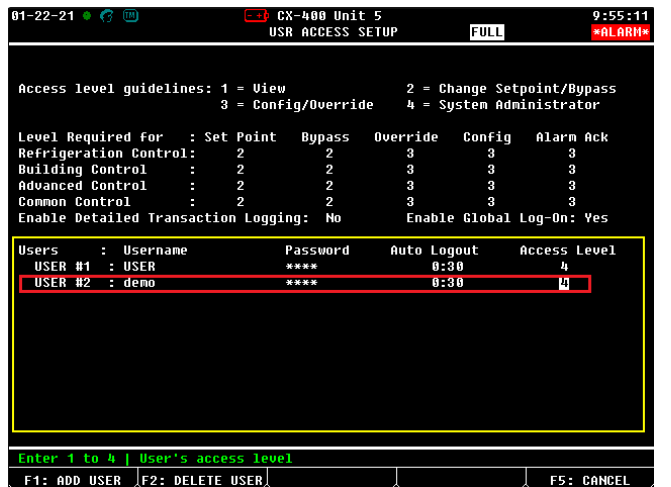 01-22-21 TM - + CX-400 Unit 5 9:55:11
USR ACCESS SETUP FULL *ALARM*
Access level guidelines: 1 = View 2 = Change Setpoint/Bypass
3 = Config/Override 4 = System Administrator
Level Required for : Set Point Bypass Override Config Alarm Ack
Refrigeration Control: 2 2 3 3 3
Building Control : 2 2 3 3 3
Advanced Control : 2 2 3 3 3
Common Control : 2 2 3 3 3
Enable Detailed Transaction Logging: No Enable Global Log-On: Yes
Users : Username Password Auto Logout Access Level
USER #1 : USER **** 0:30 4
USER #2 : demo **** 0:30 4
Enter 1 to 4 | User's access level
F1: ADD USER F2: DELETE USER F5: CANCEL